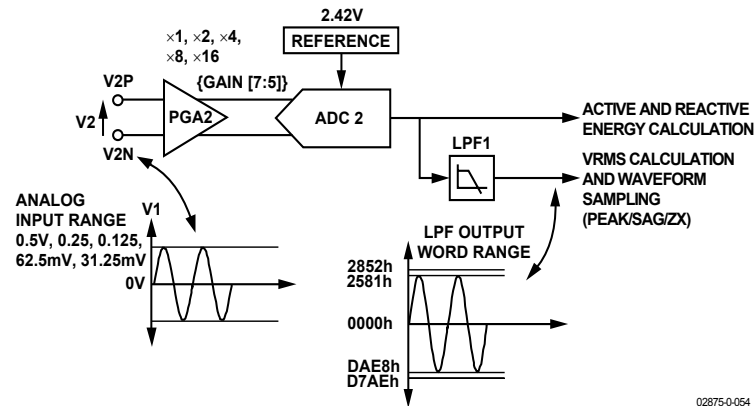 2.42V
REFERENCE
×1, ×2, ×4,
×8, ×16
{GAIN [7:5]}
V2P
V2
V2N
PGA2
ADC 2
ACTIVE AND REACTIVE
ENERGY CALCULATION
LPF1
VRMS CALCULATION
AND WAVEFORM
SAMPLING
(PEAK/SAG/ZX)
ANALOG
INPUT RANGE
0.5V, 0.25, 0.125,
62.5mV, 31.25mV
V1
0V
LPF OUTPUT
WORD RANGE
2852h
2581h
0000h
DAE8h
D7AEh
02875-0-054